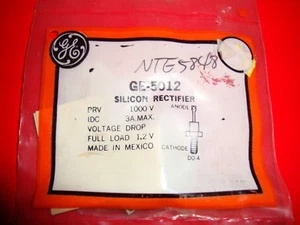 GE
NTE5848
GE-5012
SILICON RECTIFIER
PRV 1000 V
IDC 3A.MAX.
VOLTAGE DROP
FULL LOAD 1.2 V
MADE IN MEXICO
ANODE
CATHODE
DO 4